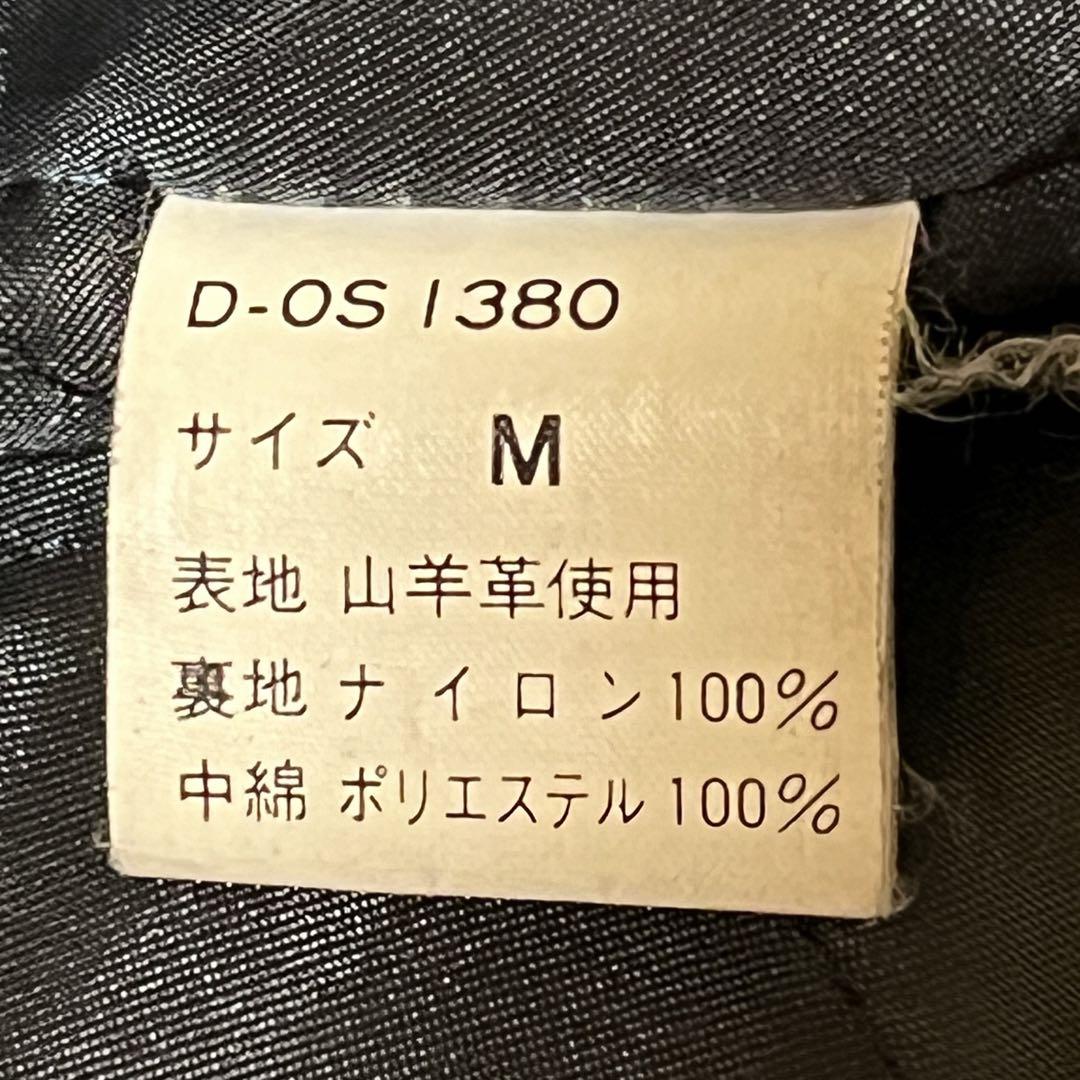 D-OS 1380
サイズ M
表地 山羊革使用
裏地 ナイロン100%
中綿 ポリエステル100%